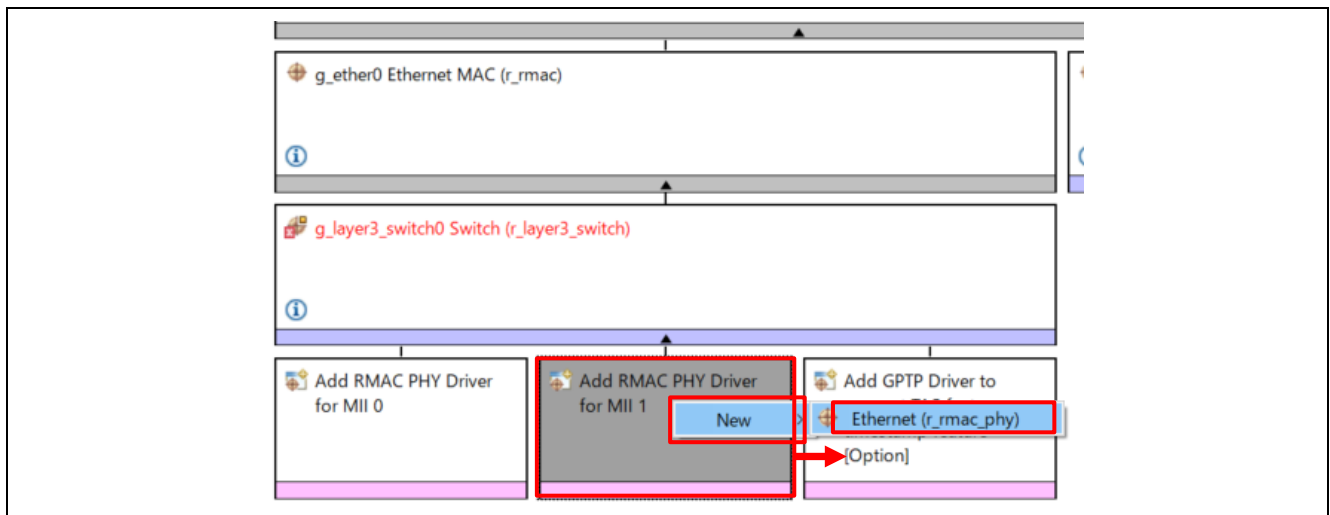 g_ether0 Ethernet MAC (r_rmac)
g_layer3_switch0 Switch (r_layer3_switch)
Add RMAC PHY Driver
for MII 0
Add RMAC PHY Driver
for MII 1
New
Add GPTP Driver to
Ethernet (r_rmac_phy)
[Option]